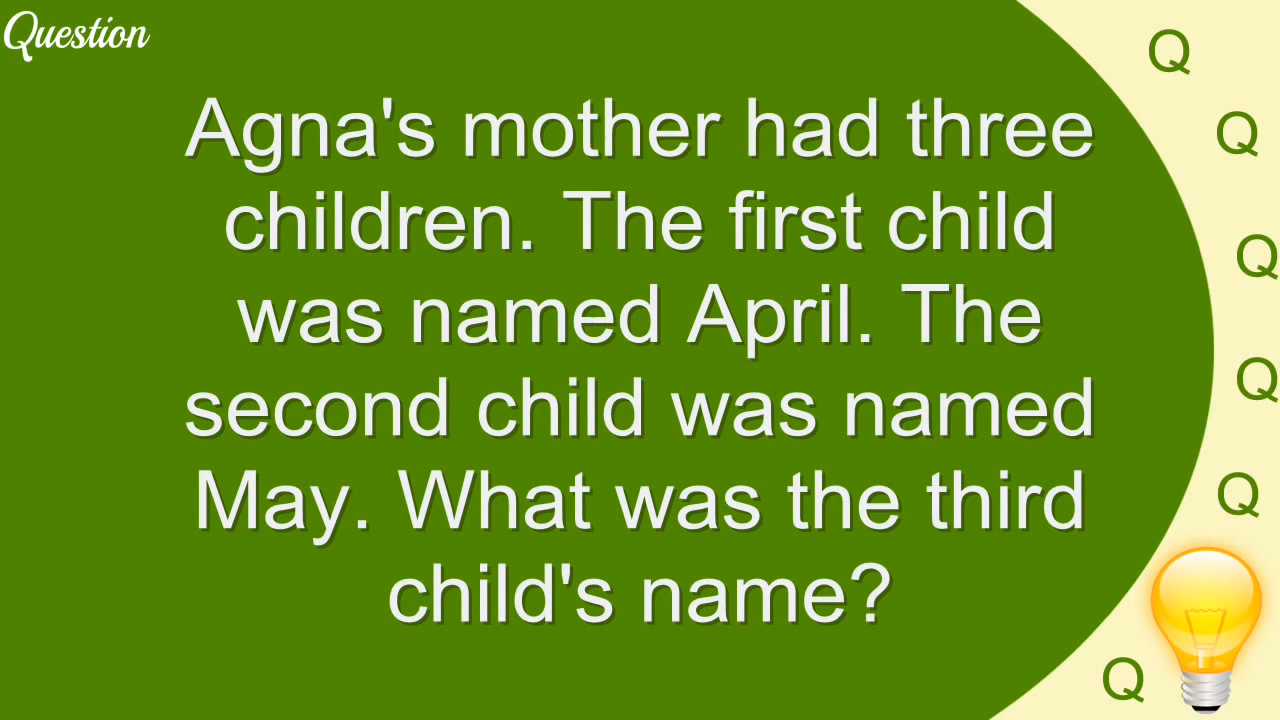 Question
Agna's mother had three
children. The first child
was named April. The
second child was named
May. What was the third
child's name?
Q
Q
Q
Q
Q
Q